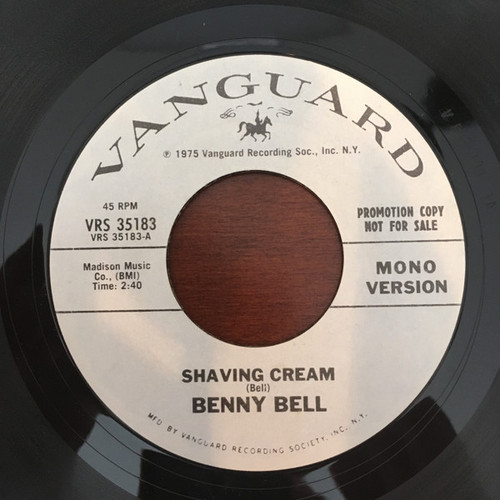 VANGUARD
℗ 1975 Vanguard Recording Soc., Inc. N.Y.
45 RPM
VRS 35183
VRS 35183-A
PROMOTION COPY
NOT FOR SALE
Madison Music
Co., (BMI)
Time: 2:40
MONO
VERSION
SHAVING CREAM
(Bell)
BENNY BELL
MFD BY VANGUARD RECORDING SOCIETY, INC., N.Y.